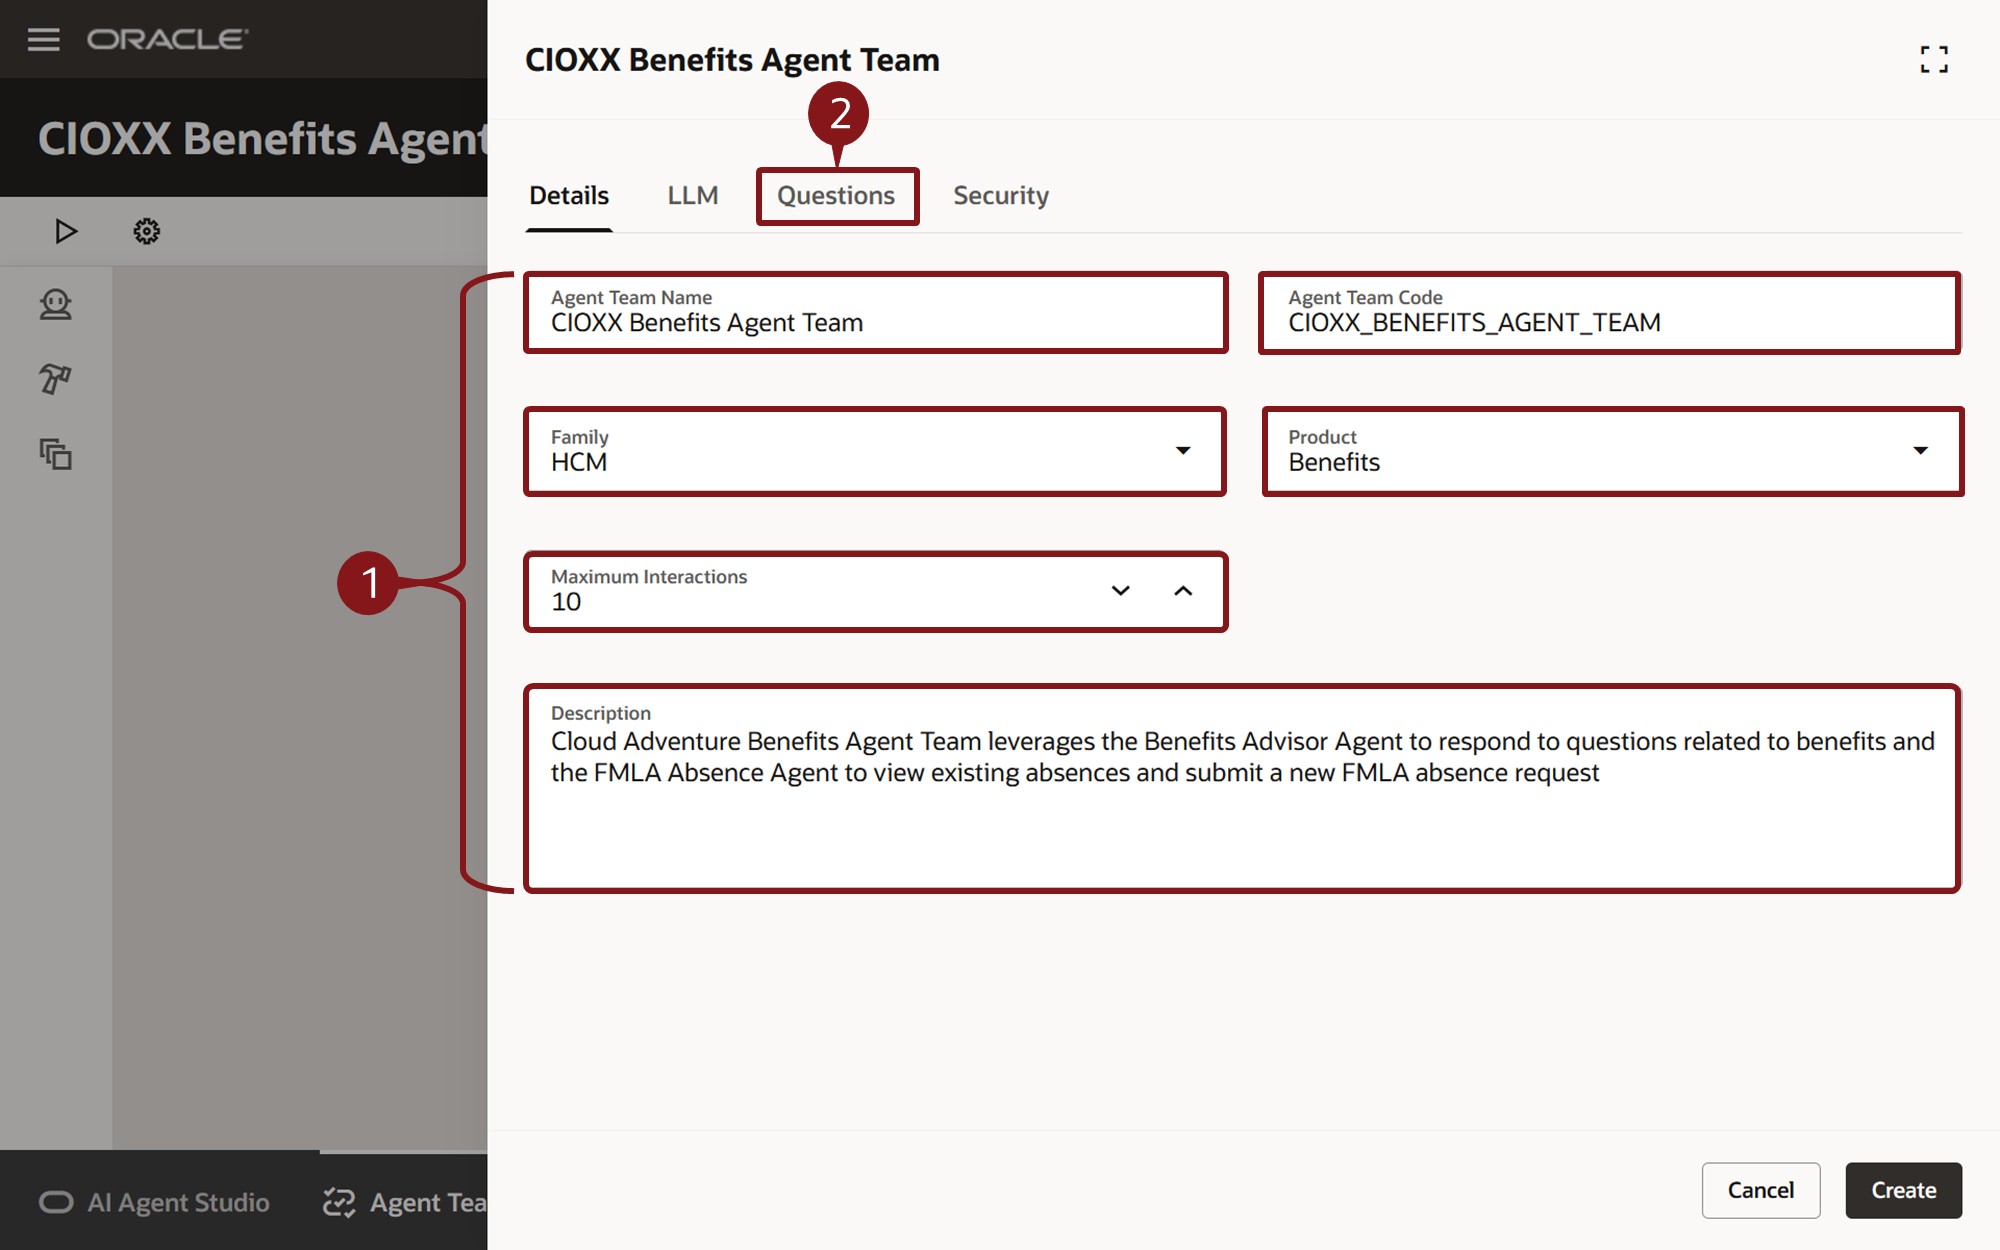 ORACLE
CIOXX Benefits Agent
CIOXX Benefits Agent Team
2
Details LLM Questions Security
1
Agent Team Name
CIOXX Benefits Agent Team
Agent Team Code
CIOXX_BENEFITS_AGENT_TEAM
Family
HCM
Product
Benefits
Maximum Interactions
10
Description
Cloud Adventure Benefits Agent Team leverages the Benefits Advisor Agent to respond to questions related to benefits and
the FMLA Absence Agent to view existing absences and submit a new FMLA absence request
AI Agent Studio
Agent Tea
Cancel
Create